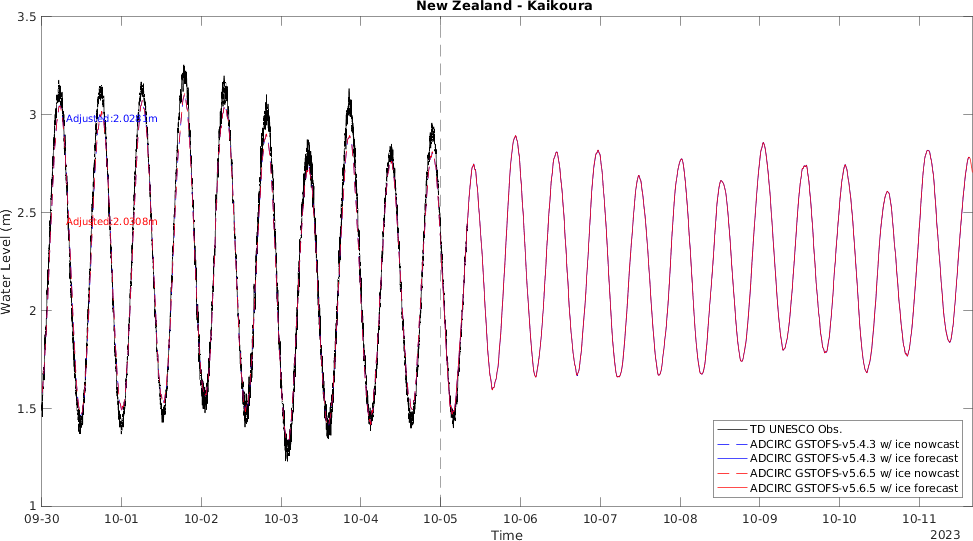 New Zealand - Kaikoura
3.5
3
2.5
2
1.5
1
Water Level (m)
Adjusted:2.0281m
Adjusted:2.0308m
TD UNESCO Obs.
ADCIRC GSTOFS-v5.4.3 w/ ice nowcast
ADCIRC GSTOFS-v5.4.3 w/ ice forecast
ADCIRC GSTOFS-v5.6.5 w/ ice nowcast
ADCIRC GSTOFS-v5.6.5 w/ ice forecast
09-30 10-01 10-02 10-03 10-04 10-05 10-06 10-07 10-08 10-09 10-10 10-11
Time
2023